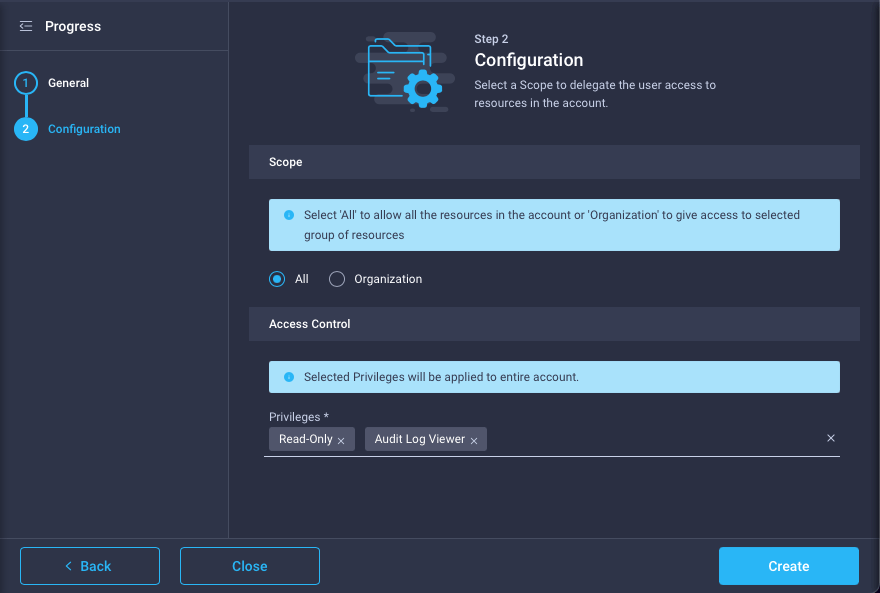 Progress
1 General
2 Configuration
Step 2
Configuration
Select a Scope to delegate the user access to
resources in the account.
Scope
Select 'All' to allow all the resources in the account or 'Organization' to give access to selected
group of resources
All Organization
Access Control
Selected Privileges will be applied to entire account.
Privileges *
Read-Only Audit Log Viewer
Back Close Create